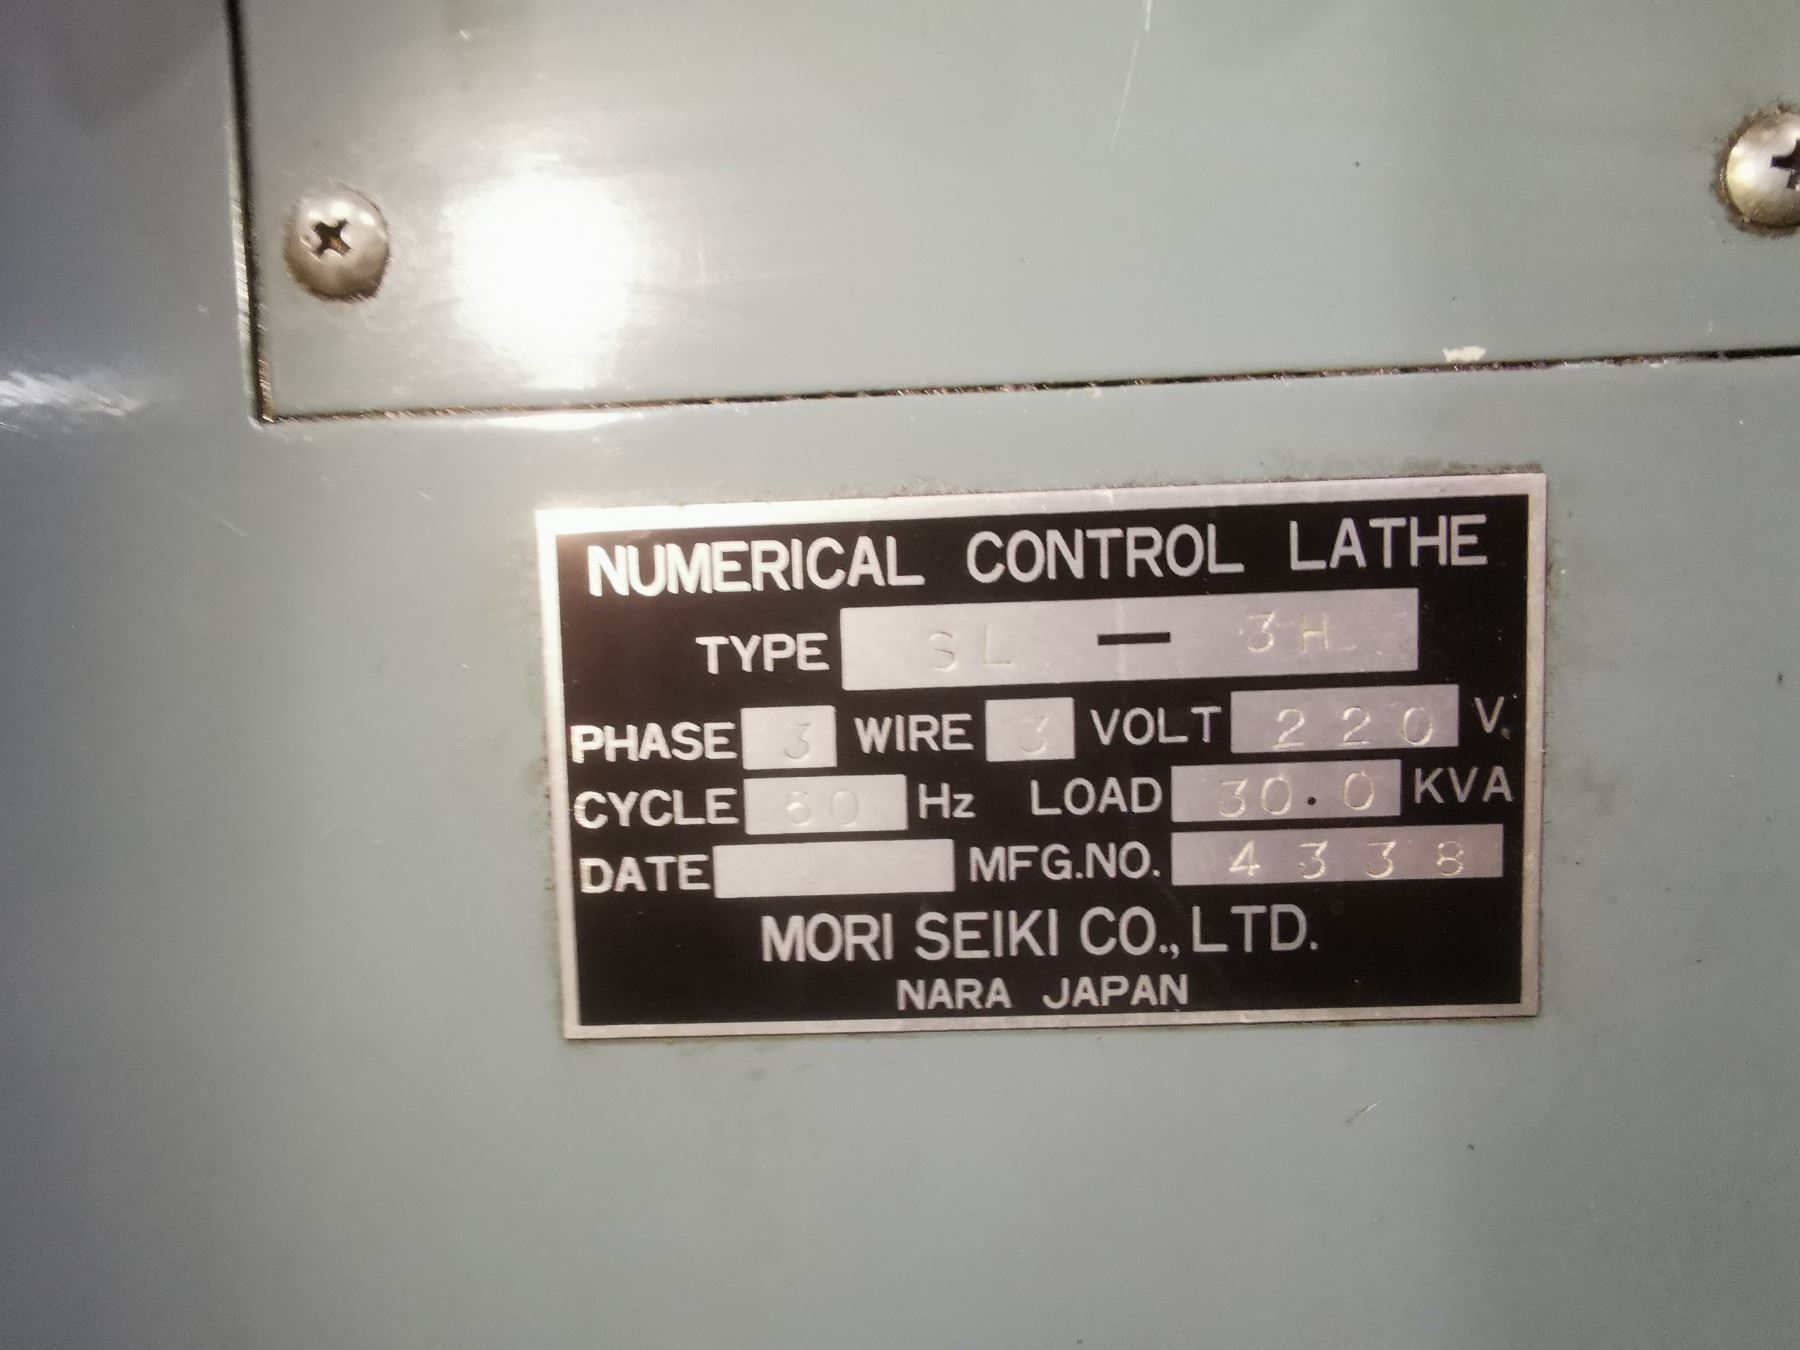 NUMERICAL CONTROL LATHE
TYPE SL - 3H
PHASE 3 WIRE 3 VOLT 220 V.
CYCLE 60 Hz LOAD 30.0 KVA
DATE MFG.NO. 4338
MORI SEIKI CO., LTD.
NARA JAPAN